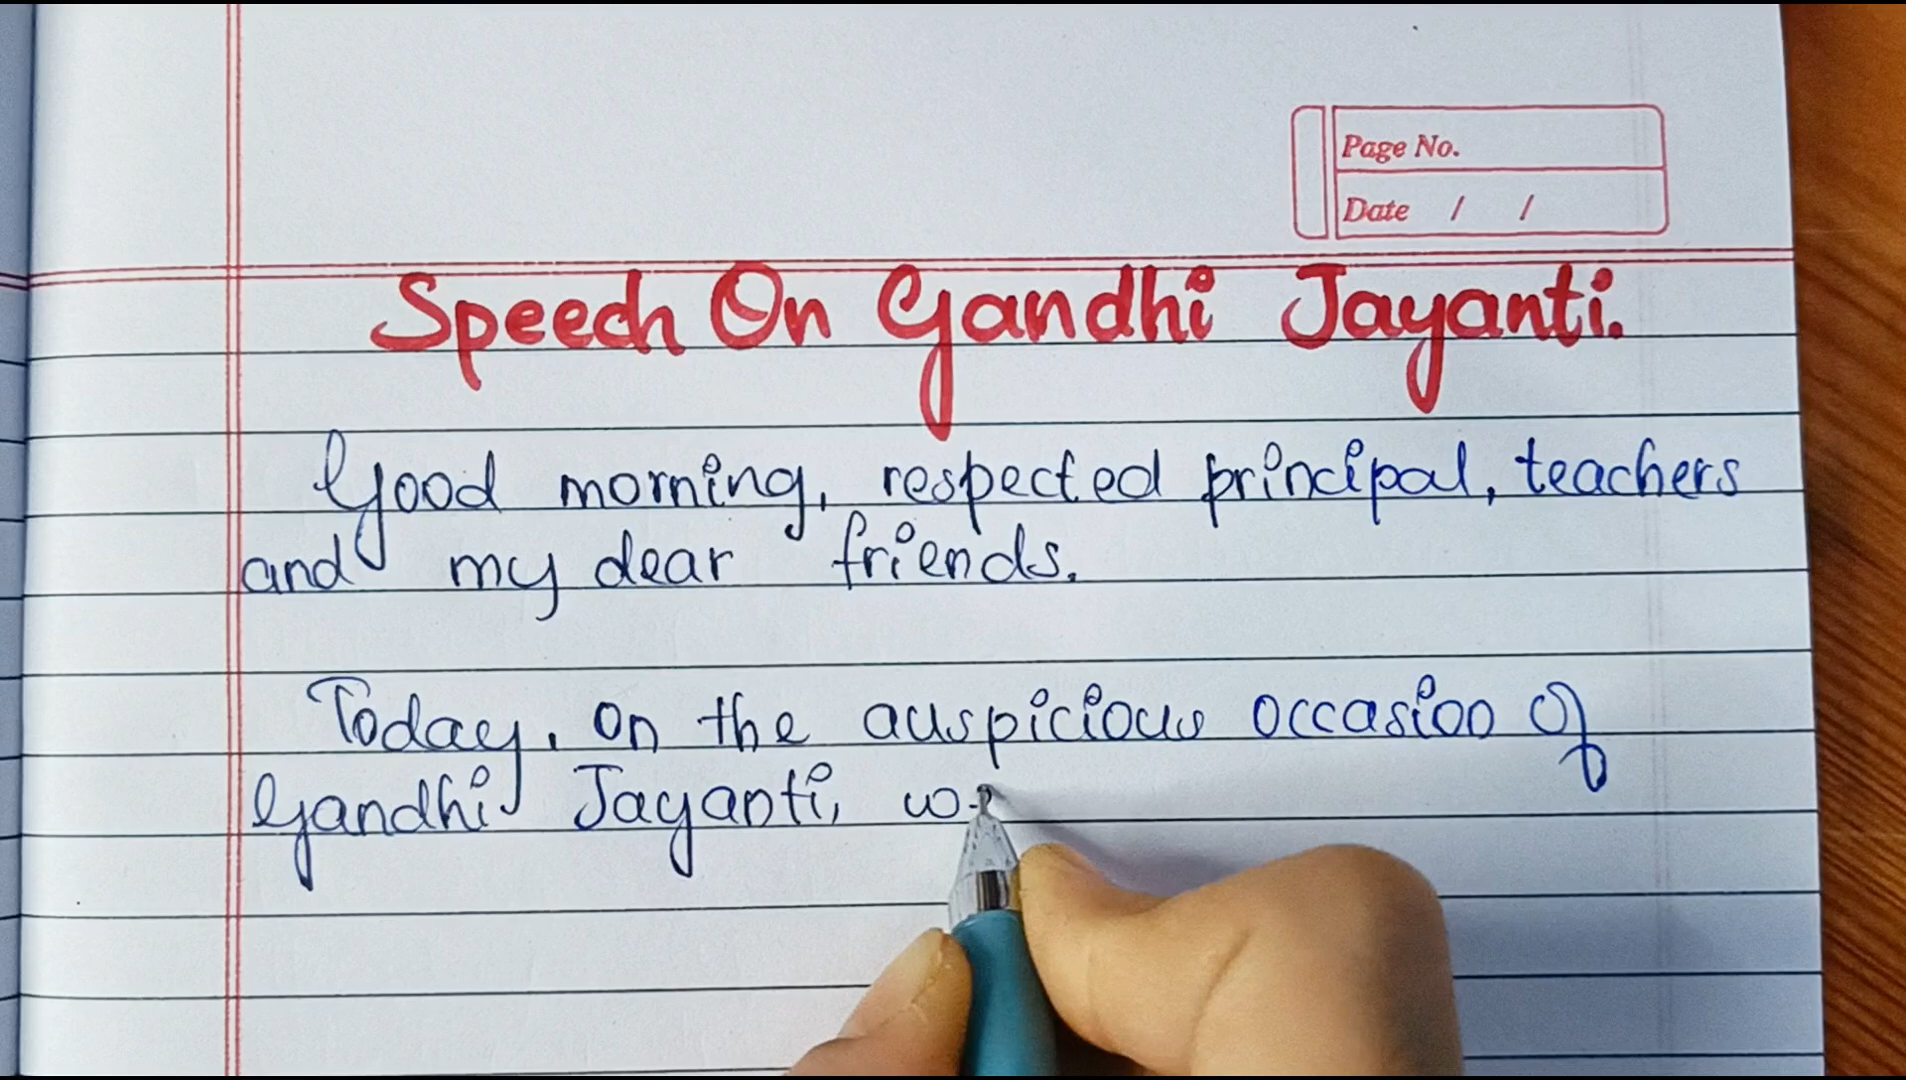 Page No.
Date / /
Speech On Gandhi Jayanti.
Good morning, respected principal, teachers
and my dear friends.
Today, on the auspicious occasion of
Gandhi Jayanti,